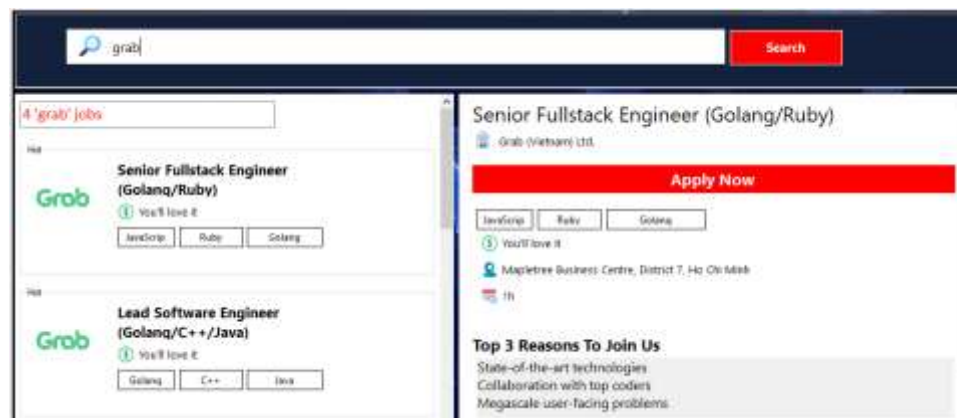 grab
Search
4 'grab' jobs
Hot
Grab
Senior Fullstack Engineer
(Golang/Ruby)
You'll love it
JavaScrip
Ruby
Golang
Hot
Grab
Lead Software Engineer
(Golang/C++/Java)
You'll love it
Golang
C++
Java
Senior Fullstack Engineer (Golang/Ruby)
Grab (Vietnam) Ltd.
Apply Now
JavaScrip
Ruby
Golang
You'll love it
Mapletree Business Centre, District 7, Ho Chi Minh
1h
Top 3 Reasons To Join Us
State-of-the-art technologies
Collaboration with top coders
Megascale user-facing problems